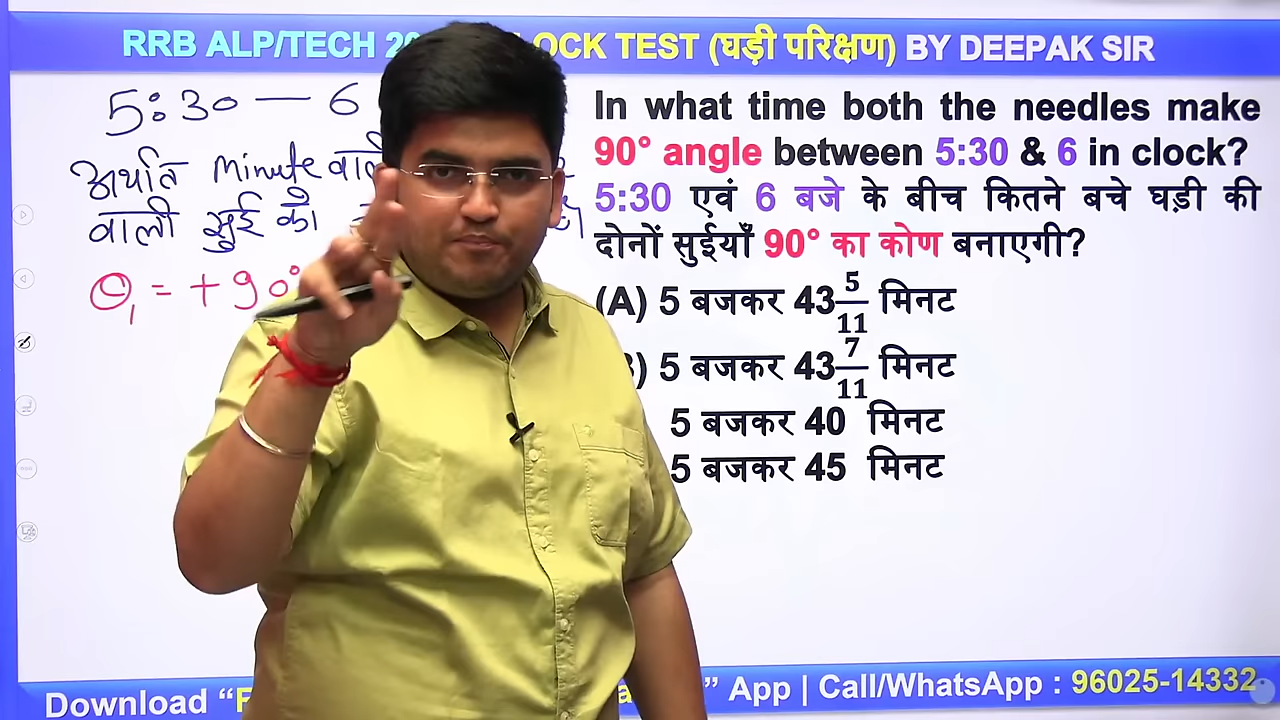 RRB ALP/TECH LOCK TEST (घड़ी परिक्षण) BY DEEPAK SIR
5:30 — 6
अर्थात Minute
वाली सुई को
θ₁ = +90°
In what time both the needles make
90° angle between 5:30 & 6 in clock?
5:30 एवं 6 बजे के बीच कितने बचे घड़ी की
दोनों सुईयाँ 90° का कोण बनाएगी?
(A) 5 बजकर 43 5/11 मिनट
) 5 बजकर 43 7/11 मिनट
5 बजकर 40 मिनट
5 बजकर 45 मिनट
Download “ ” App | Call/WhatsApp : 96025-14332